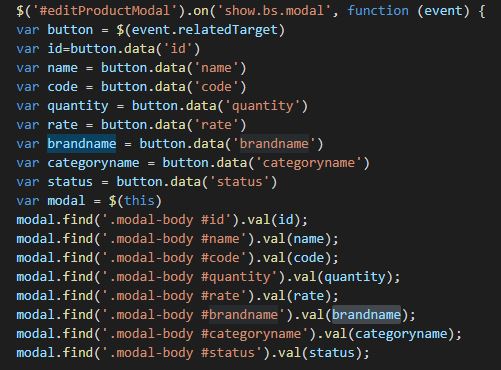 $('#editProductModal').on('show.bs.modal', function (event) {
var button = $(event.relatedTarget)
var id=button.data('id')
var name = button.data('name')
var code = button.data('code')
var quantity = button.data('quantity')
var rate = button.data('rate')
var brandname = button.data('brandname')
var categoryname = button.data('categoryname')
var status = button.data('status')
var modal = $(this)
modal.find('.modal-body #id').val(id);
modal.find('.modal-body #name').val(name);
modal.find('.modal-body #code').val(code);
modal.find('.modal-body #quantity').val(quantity);
modal.find('.modal-body #rate').val(rate);
modal.find('.modal-body #brandname').val(brandname);
modal.find('.modal-body #categoryname').val(categoryname);
modal.find('.modal-body #status').val(status);